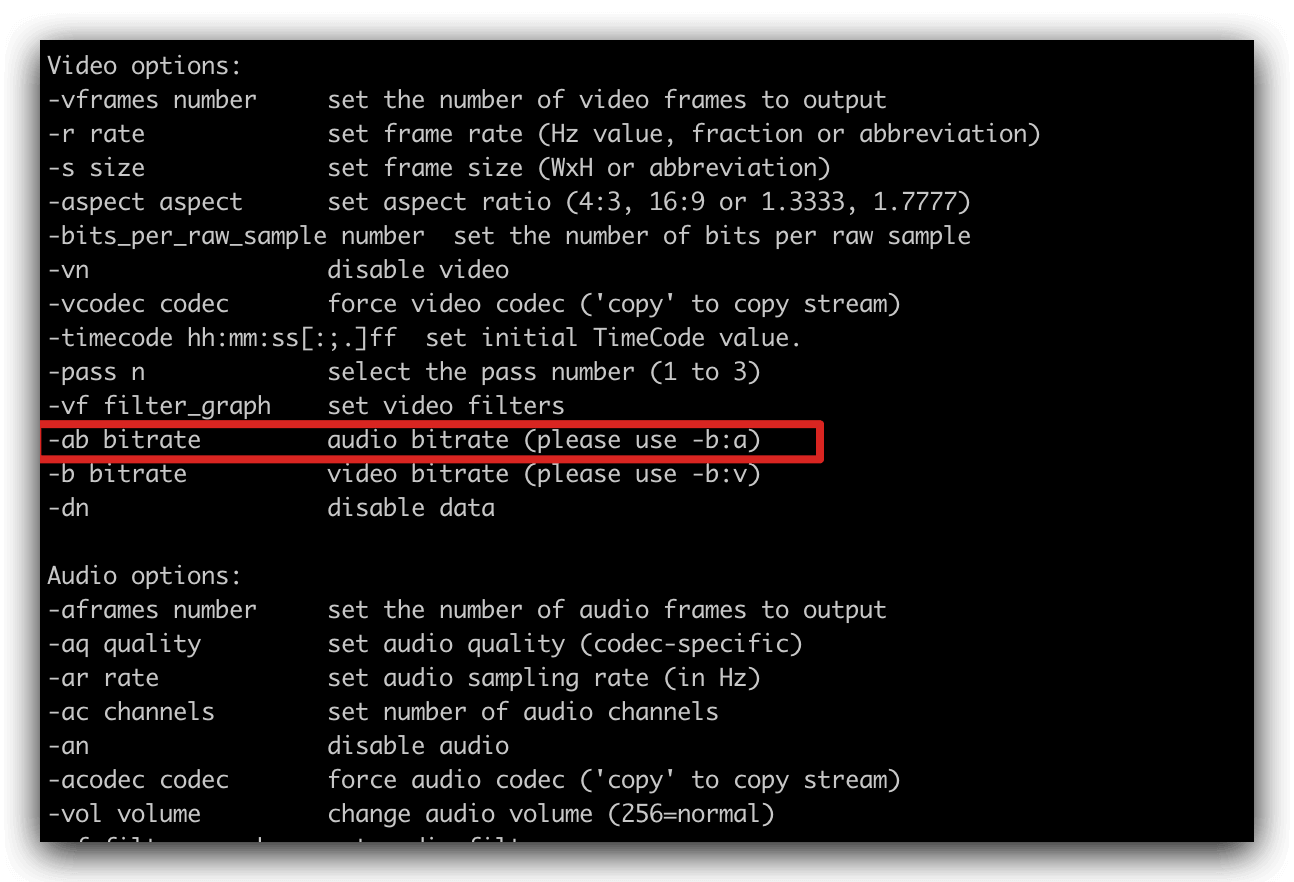 Video options:
-vframes number     set the number of video frames to output
-r rate             set frame rate (Hz value, fraction or abbreviation)
-s size             set frame size (WxH or abbreviation)
-aspect aspect      set aspect ratio (4:3, 16:9 or 1.3333, 1.7777)
-bits_per_raw_sample number  set the number of bits per raw sample
-vn                 disable video
-vcodec codec       force video codec ('copy' to copy stream)
-timecode hh:mm:ss[:;.]ff  set initial TimeCode value.
-pass n             select the pass number (1 to 3)
-vf filter_graph    set video filters
-ab bitrate         audio bitrate (please use -b:a)
-b bitrate          video bitrate (please use -b:v)
-dn                 disable data

Audio options:
-aframes number     set the number of audio frames to output
-aq quality         set audio quality (codec-specific)
-ar rate            set audio sampling rate (in Hz)
-ac channels        set number of audio channels
-an                 disable audio
-acodec codec       force audio codec ('copy' to copy stream)
-vol volume         change audio volume (256=normal)